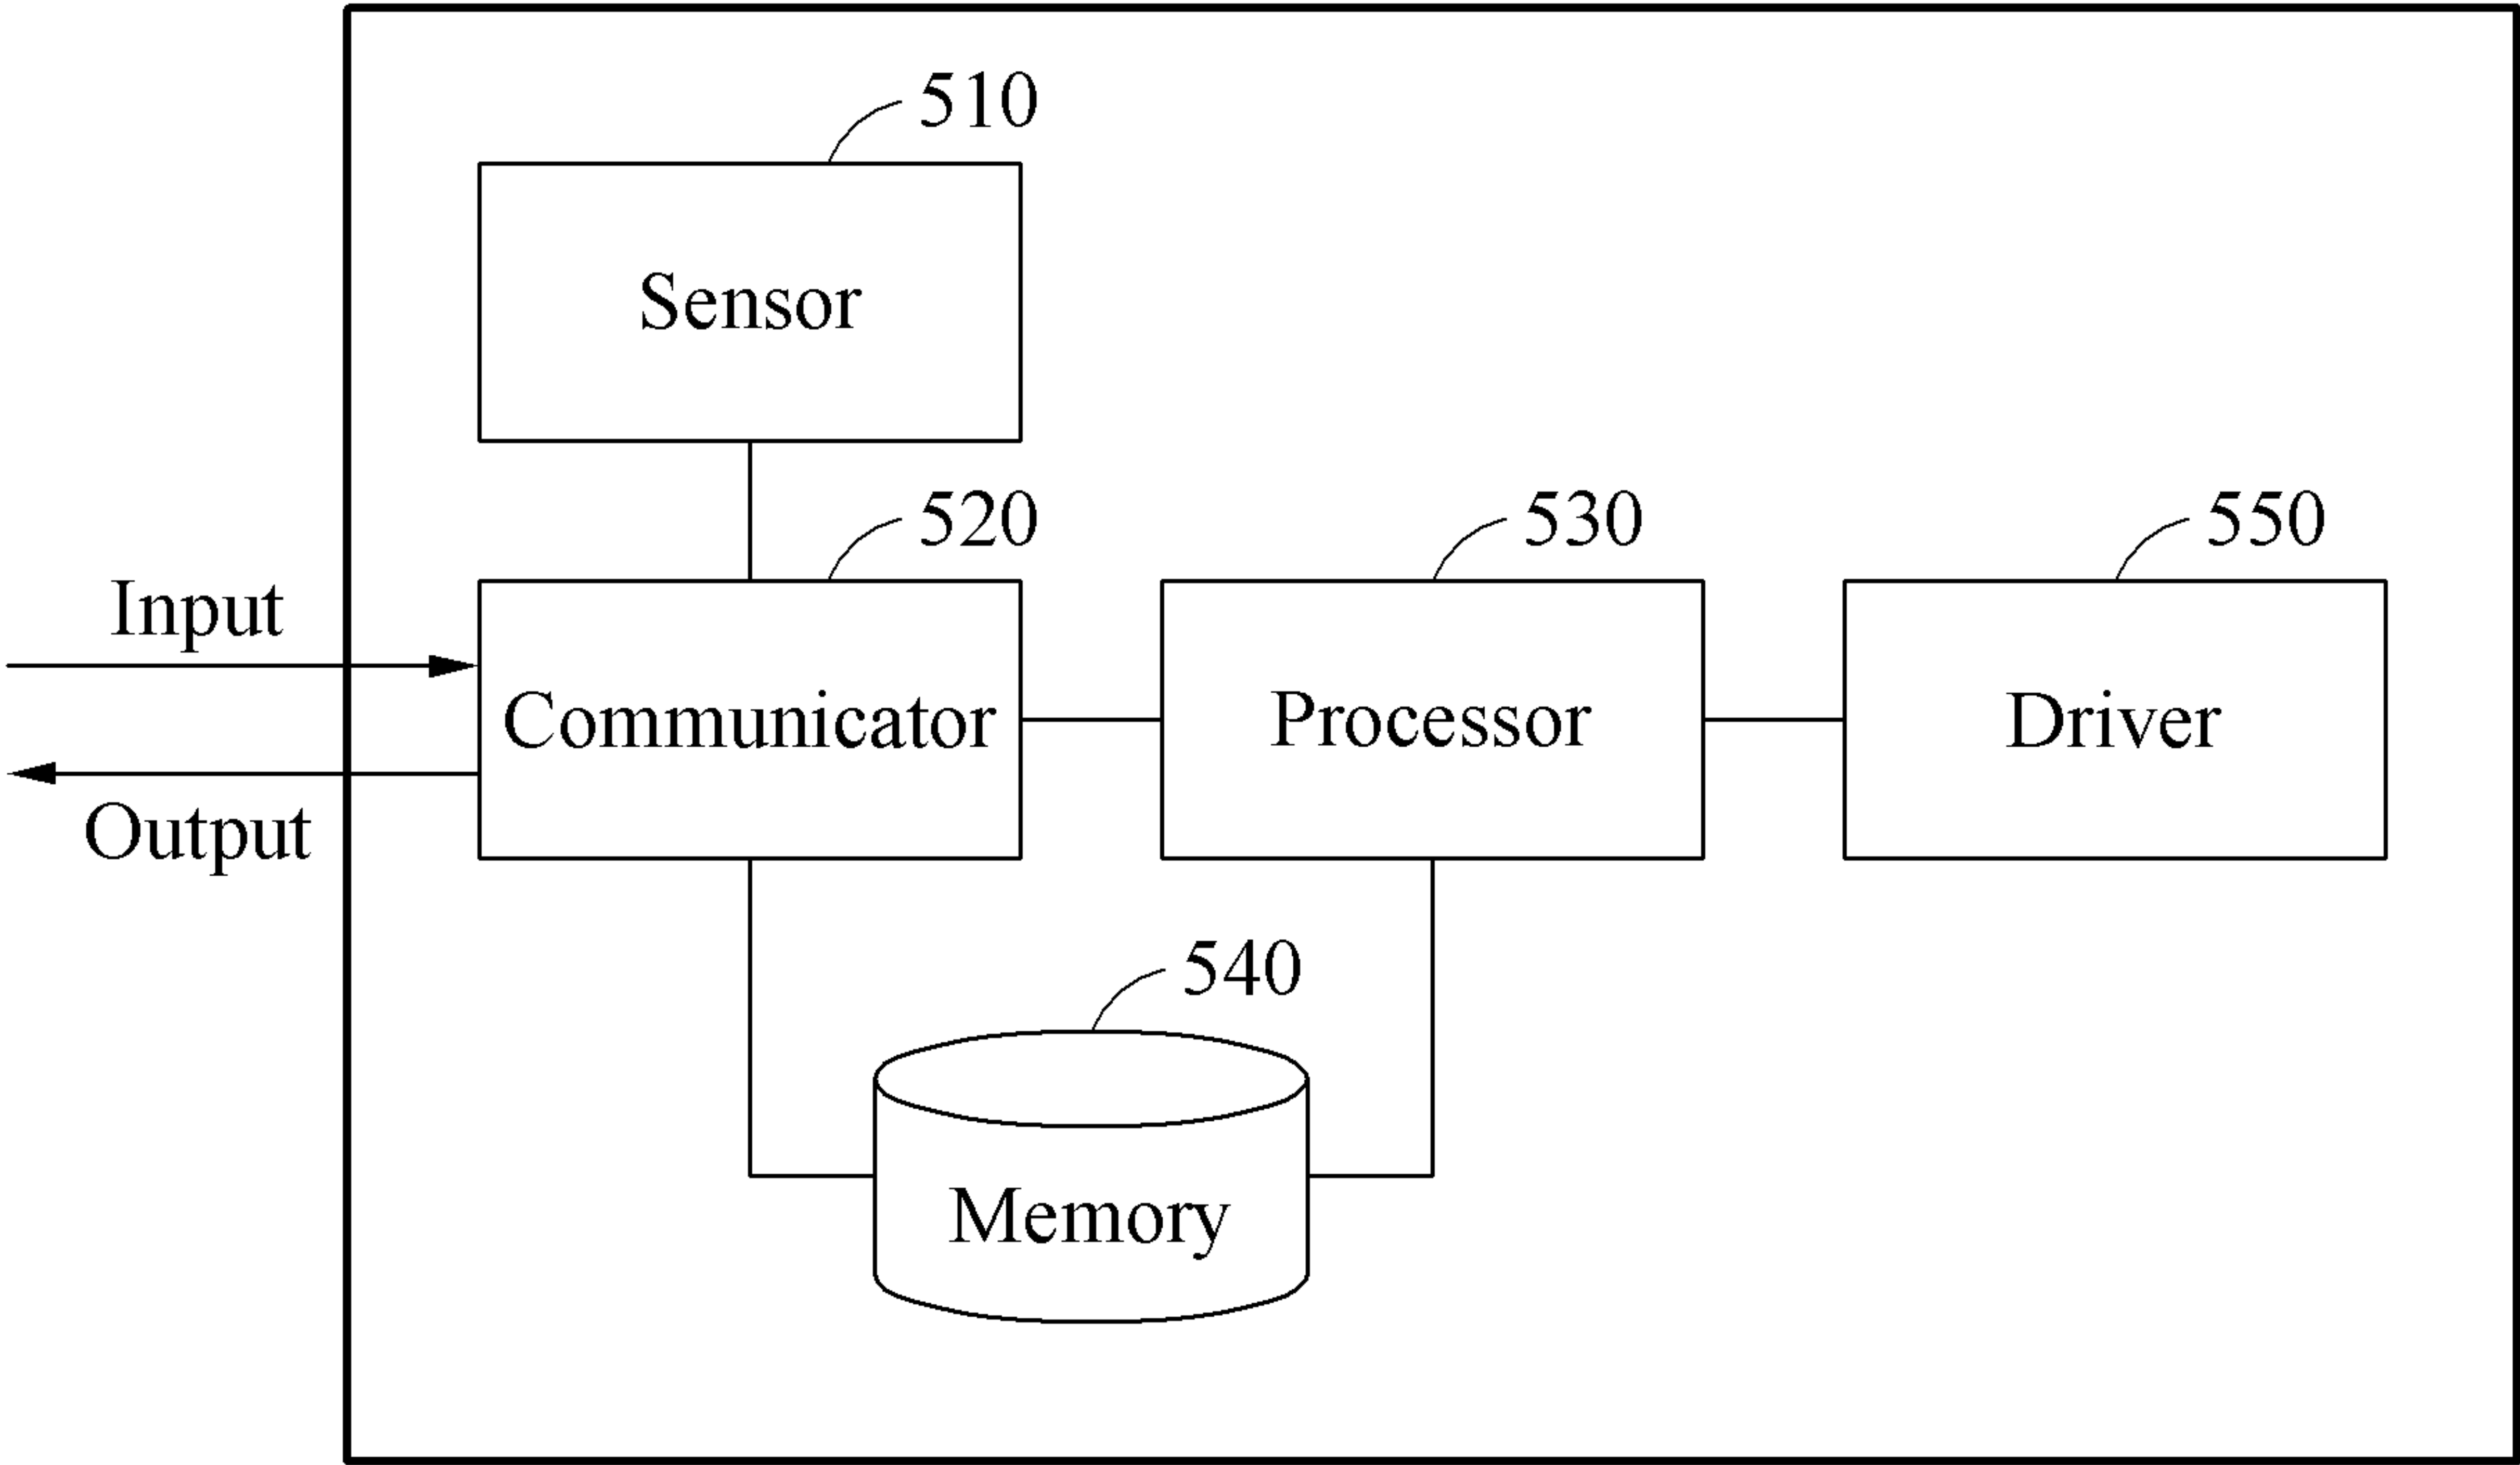 510
Sensor
520
530
550
Input
Communicator
Processor
Driver
Output
540
Memory